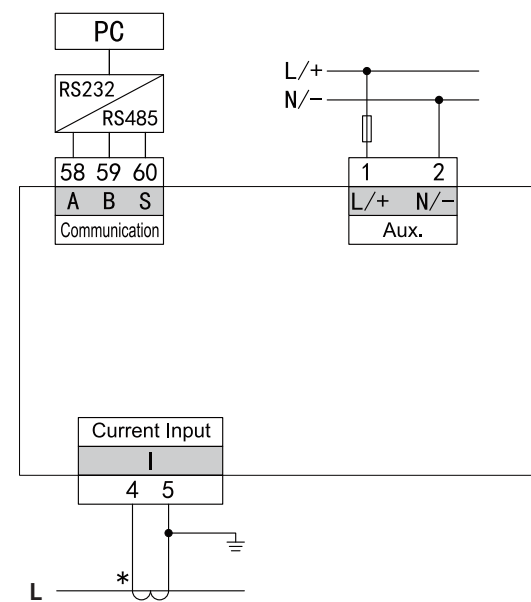 PC
RS232
RS485
58 59 60
A B S
Communication
L/+
N/-
1 2
L/+ N/-
Aux.
Current Input
I
4 5
*
L